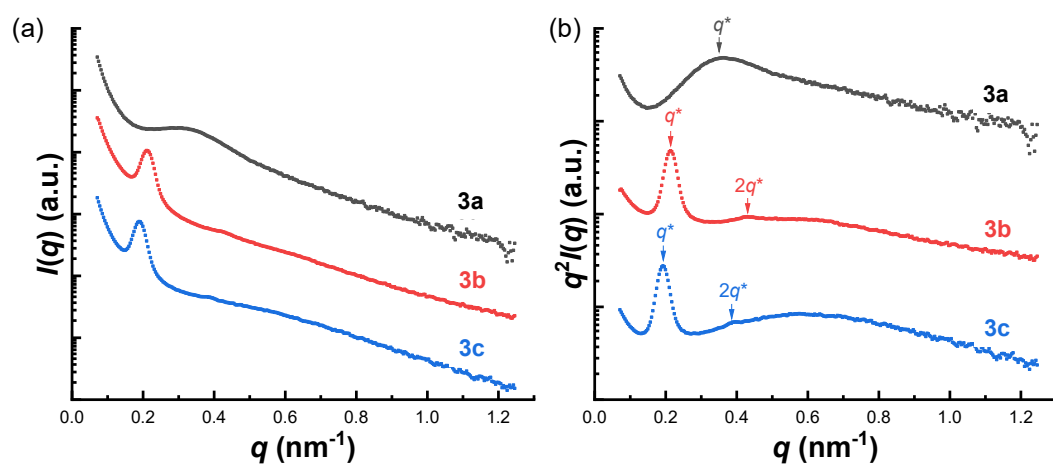 (a)
I(q) (a.u.)
3a
3b
3c
0.0 0.2 0.4 0.6 0.8 1.0 1.2
q (nm⁻¹)
(b)
q²I(q) (a.u.)
q*
3a
q*
2q*
3b
q*
2q*
3c
0.0 0.2 0.4 0.6 0.8 1.0 1.2
q (nm⁻¹)